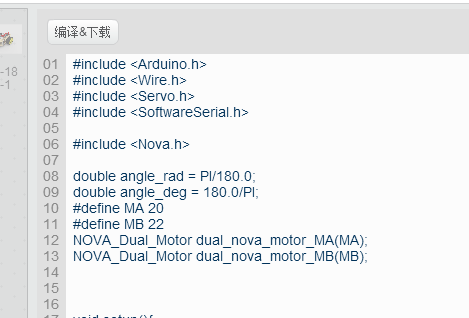 编译&下载
-18
-1
01 #include <Arduino.h>
02 #include <Wire.h>
03 #include <Servo.h>
04 #include <SoftwareSerial.h>
05
06 #include <Nova.h>
07
08 double angle_rad = PI/180.0;
09 double angle_deg = 180.0/PI;
10 #define MA 20
11 #define MB 22
12 NOVA_Dual_Motor dual_nova_motor_MA(MA);
13 NOVA_Dual_Motor dual_nova_motor_MB(MB);
14
15
16
17 void setup(){